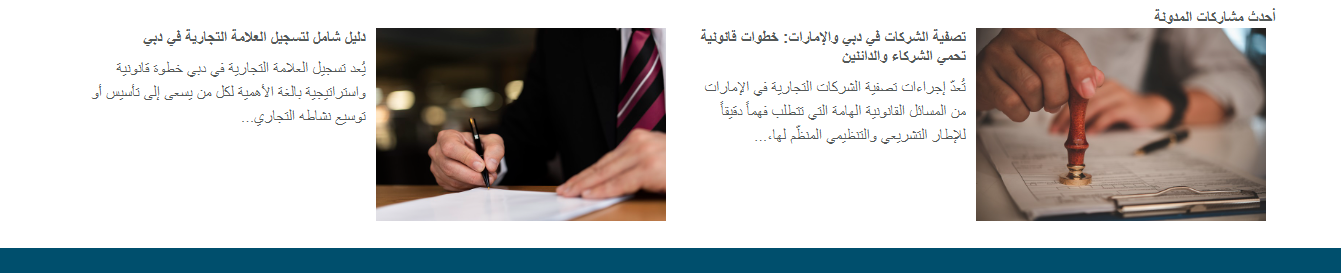 أحدث مشاركات المدونة
تصفية الشركات في دبي والإمارات: خطوات قانونية
تحمي الشركاء والدائنين
تُعدّ إجراءات تصفية الشركات التجارية في الإمارات
من المسائل القانونية الهامة التي تتطلب فهماً دقيقاً
للإطار التشريعي والتنظيمي المنظّم لها،...
دليل شامل لتسجيل العلامة التجارية في دبي
يُعد تسجيل العلامة التجارية في دبي خطوة قانونية
واستراتيجية بالغة الأهمية لكل من يسعى إلى تأسيس أو
توسيع نشاطه التجاري...